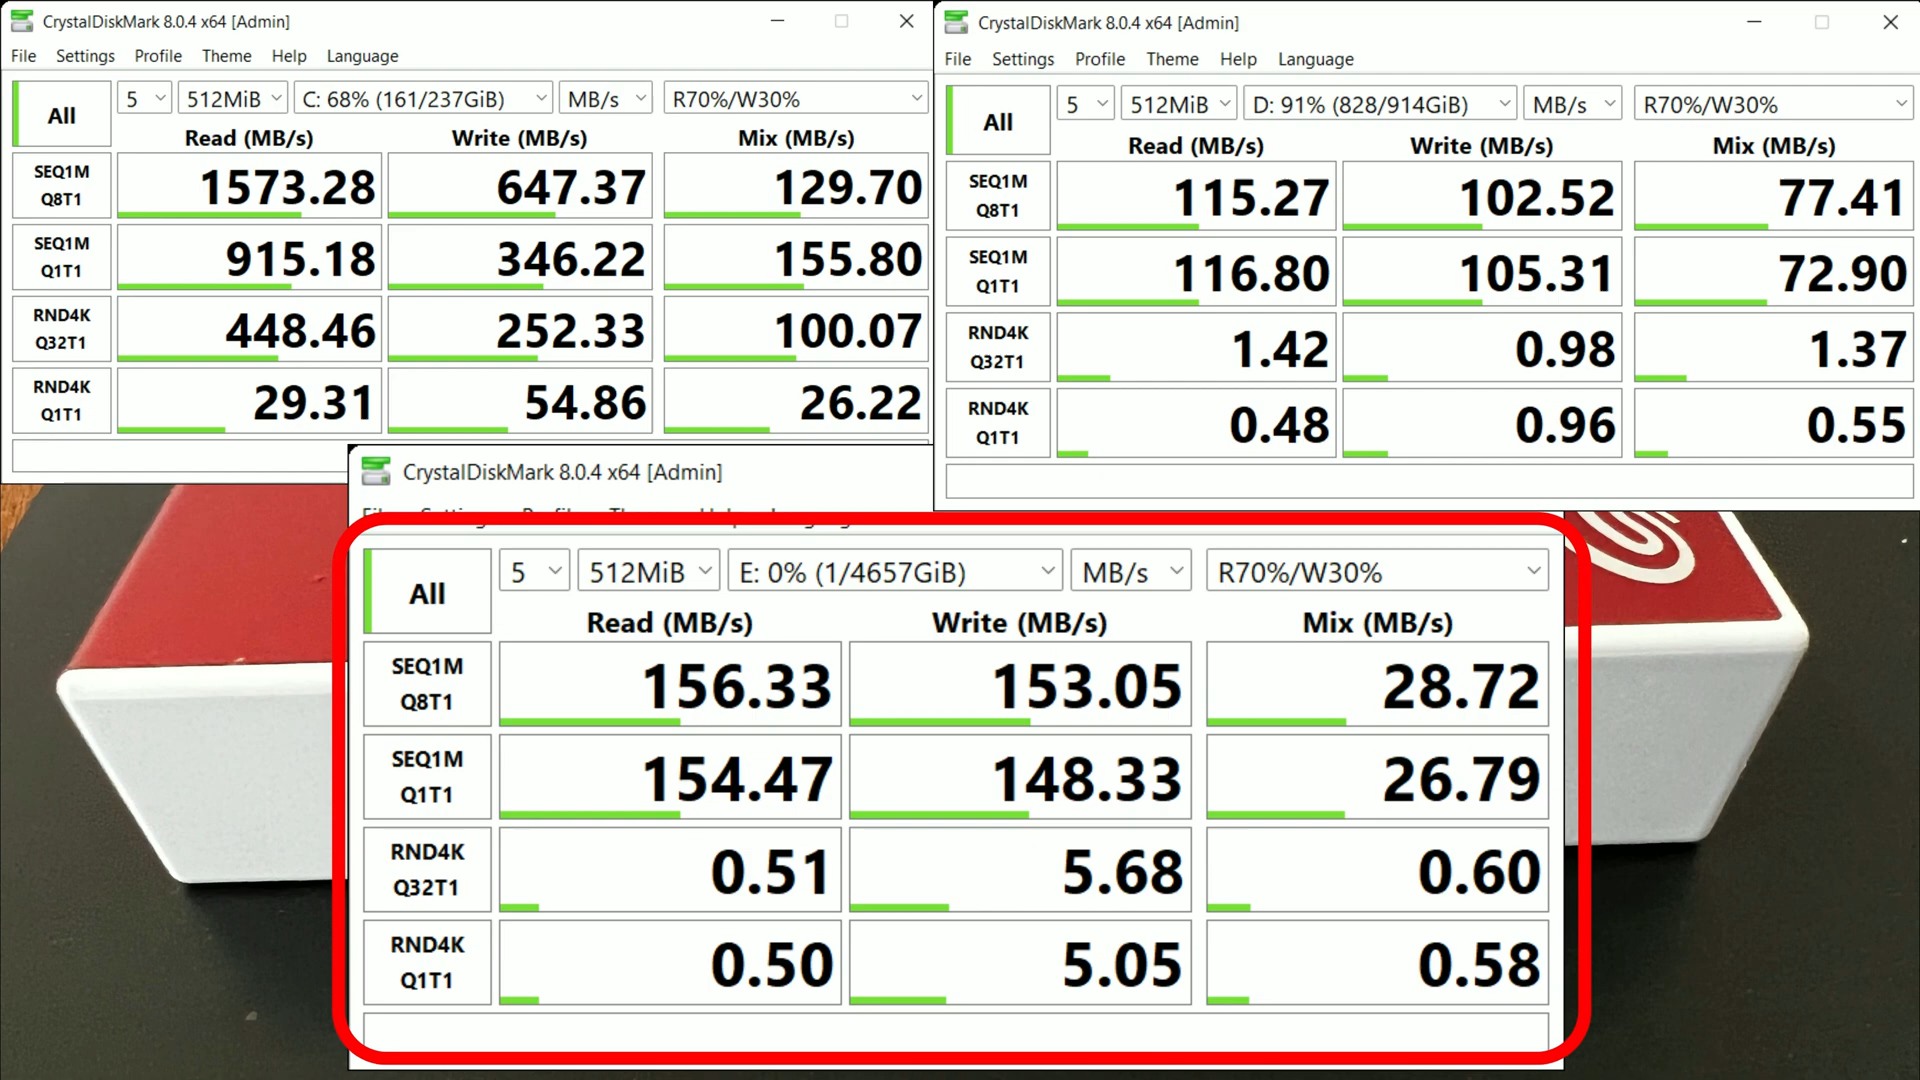 CrystalDiskMark 8.0.4 x64 [Admin]
File Settings Profile Theme Help Language
All 5 512MiB C: 68% (161/237GiB) MB/s R70%/W30%
Read (MB/s) Write (MB/s) Mix (MB/s)
SEQ1M
Q8T1 1573.28 647.37 129.70
SEQ1M
Q1T1 915.18 346.22 155.80
RND4K
Q32T1 448.46 252.33 100.07
RND4K
Q1T1 29.31 54.86 26.22
CrystalDiskMark 8.0.4 x64 [Admin]
File Settings Profile Theme Help Language
All 5 512MiB D: 91% (828/914GiB) MB/s R70%/W30%
Read (MB/s) Write (MB/s) Mix (MB/s)
SEQ1M
Q8T1 115.27 102.52 77.41
SEQ1M
Q1T1 116.80 105.31 72.90
RND4K
Q32T1 1.42 0.98 1.37
RND4K
Q1T1 0.48 0.96 0.55
CrystalDiskMark 8.0.4 x64 [Admin]
All 5 512MiB E: 0% (1/4657GiB) MB/s R70%/W30%
Read (MB/s) Write (MB/s) Mix (MB/s)
SEQ1M
Q8T1 156.33 153.05 28.72
SEQ1M
Q1T1 154.47 148.33 26.79
RND4K
Q32T1 0.51 5.68 0.60
RND4K
Q1T1 0.50 5.05 0.58